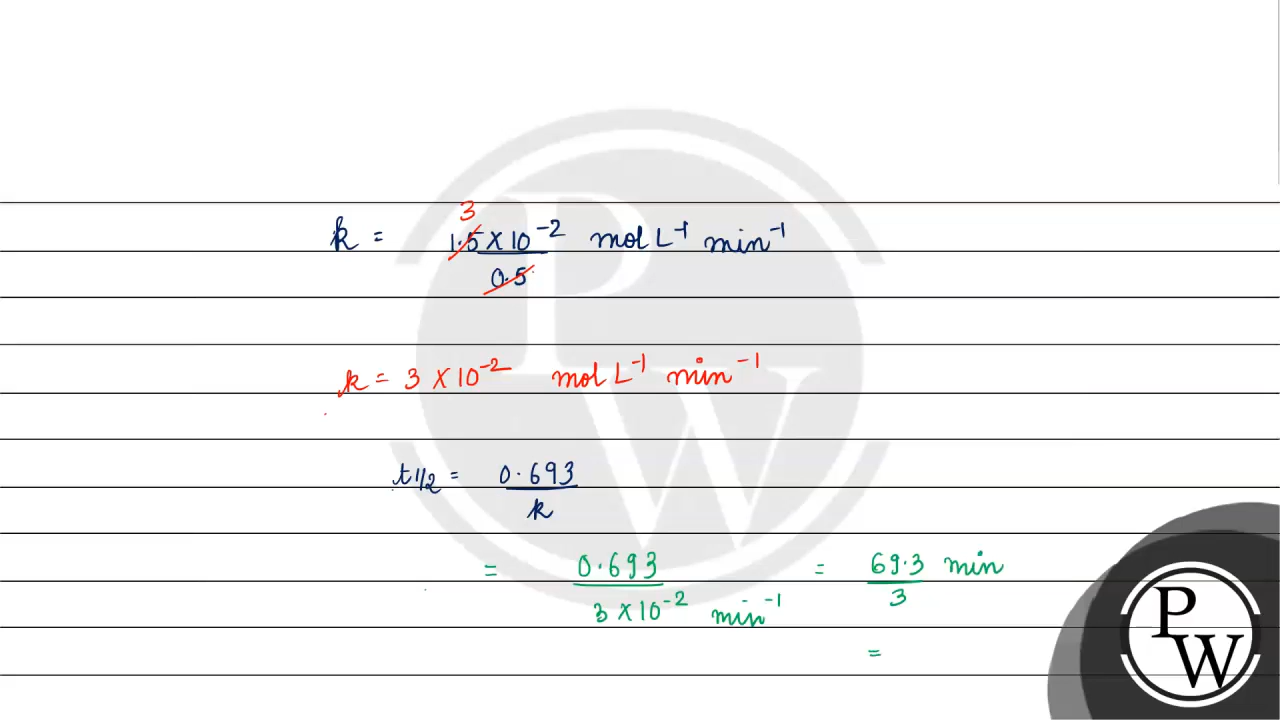 k = 3 1.5 × 10⁻² / 0.5 mol L⁻¹ min⁻¹
k = 3 × 10⁻² mol L⁻¹ min⁻¹
t1/2 = 0.693 / k
= 0.693 / 3 × 10⁻² min⁻¹ = 69.3 / 3 min
=
P
W